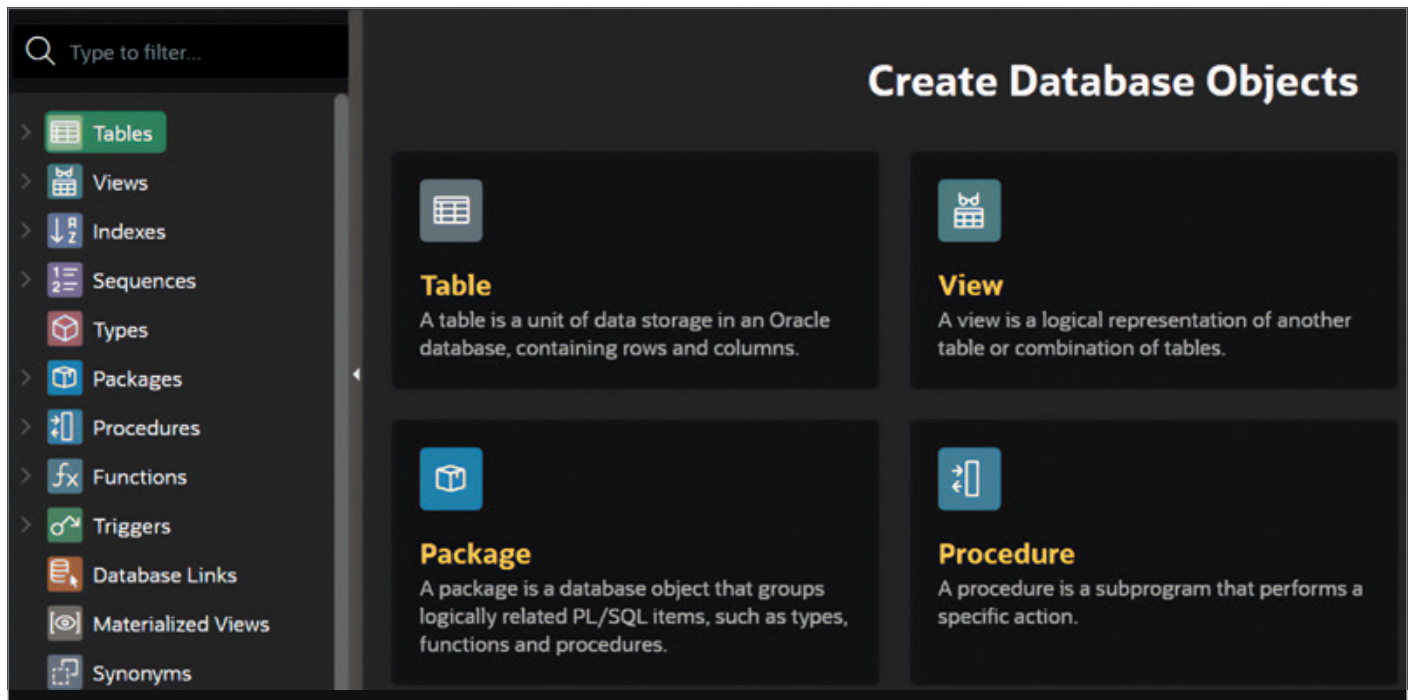 Type to filter...
Tables
Views
Indexes
Sequences
Types
Packages
Procedures
Functions
Triggers
Database Links
Materialized Views
Synonyms
Create Database Objects
Table
A table is a unit of data storage in an Oracle
database, containing rows and columns.
View
A view is a logical representation of another
table or combination of tables.
Package
A package is a database object that groups
logically related PL/SQL items, such as types,
functions and procedures.
Procedure
A procedure is a subprogram that performs a
specific action.